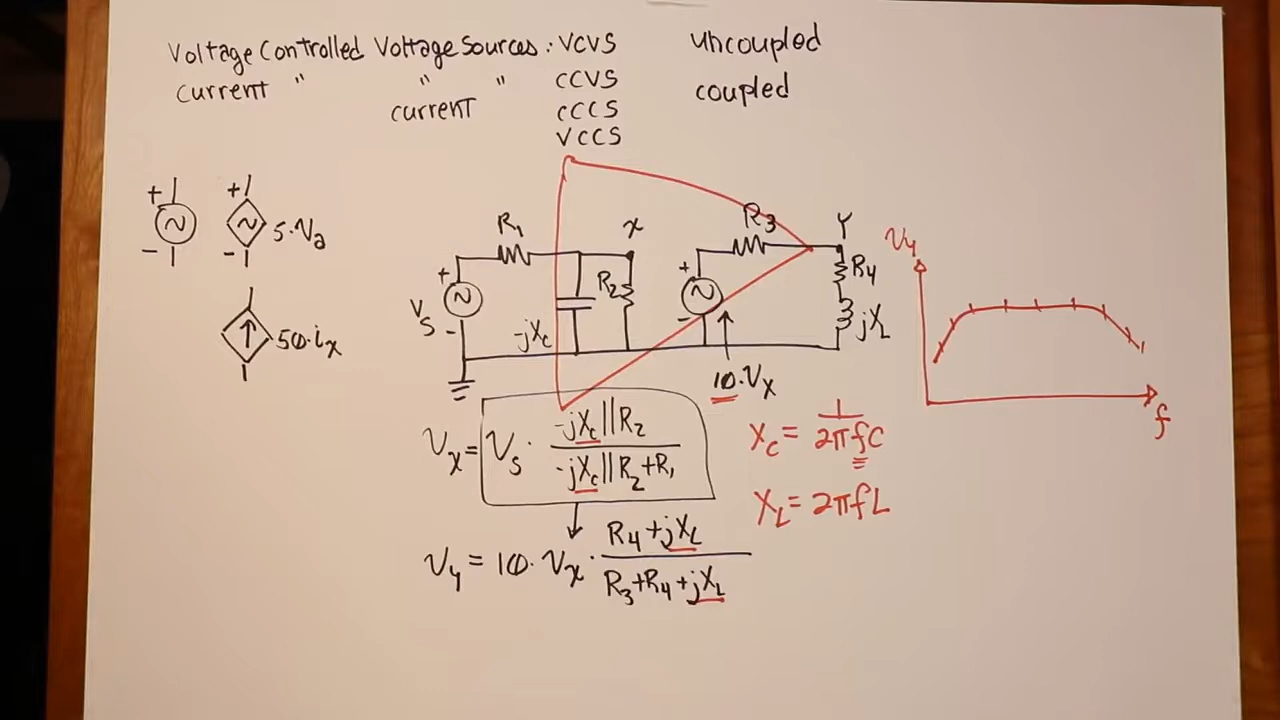 Voltage Controlled Voltage Sources: VCVS
Current " " " CCVS
current CCCS
VCCS
Uncoupled
coupled
+
-
+
-
5·Va
50·ix
R1
x
R3
Y
+
Vs
-
-jXc
R2
+
-
R4
jXL
10·Vx
Vy
f
Vx = Vs · -jXc||R2 / -jXc||R2+R1
Xc = 1 / 2πfC
XL = 2πfL
Vy = 10·Vx · R4+jXL / R3+R4+jXL